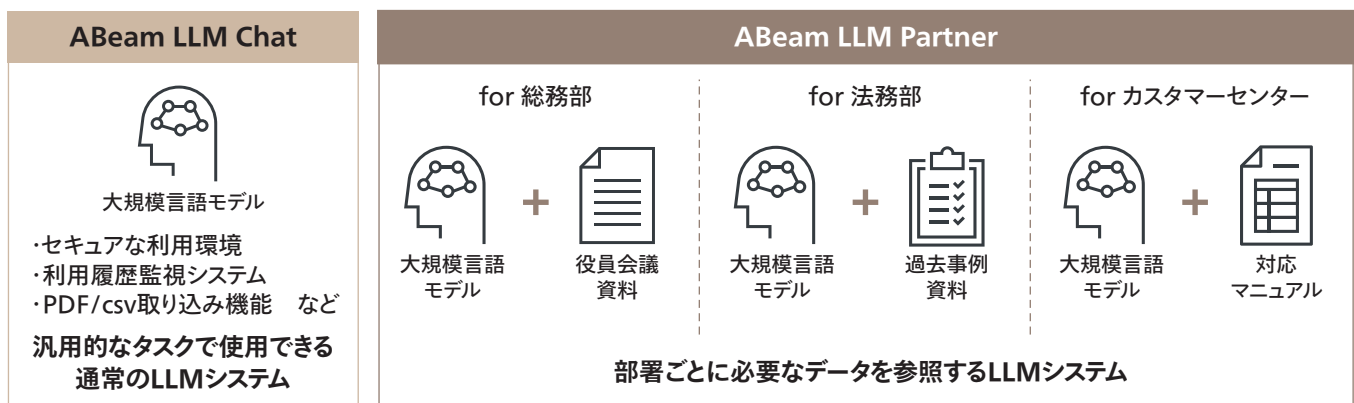 ABeam LLM Chat
大規模言語モデル
・セキュアな利用環境
・利用履歴監視システム
・PDF/csv取り込み機能　など
汎用的なタスクで使用できる
通常のLLMシステム
ABeam LLM Partner
for 総務部
大規模言語
モデル
+
役員会議
資料
for 法務部
大規模言語
モデル
+
過去事例
資料
for カスタマーセンター
大規模言語
モデル
+
対応
マニュアル
部署ごとに必要なデータを参照するLLMシステム